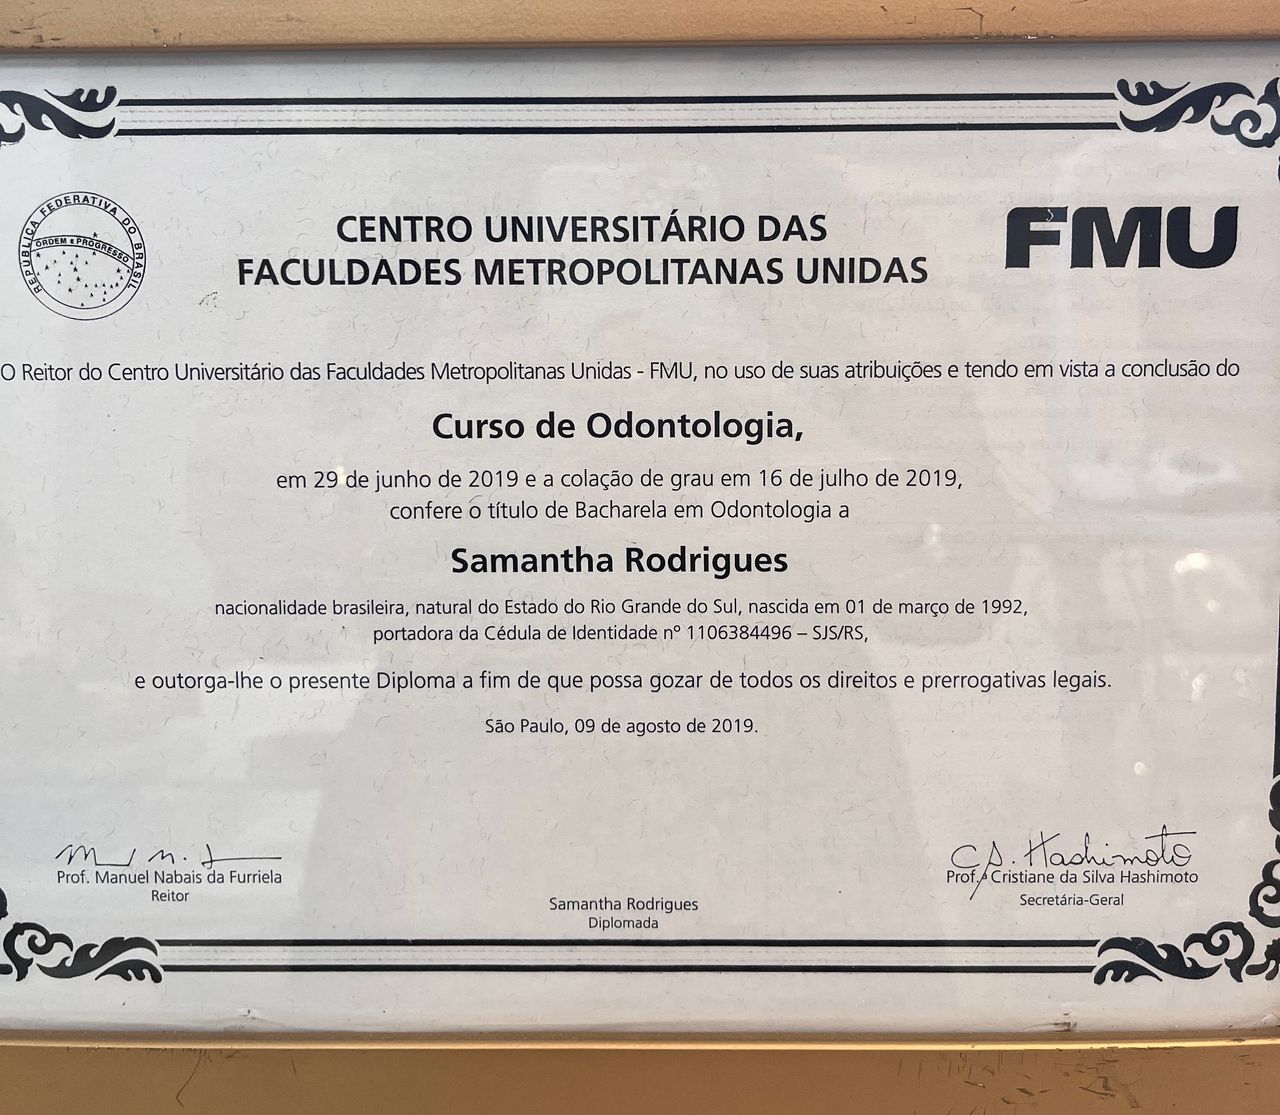 REPÚBLICA FEDERATIVA DO BRASIL
ORDEM E PROGRESSO
CENTRO UNIVERSITÁRIO DAS
FACULDADES METROPOLITANAS UNIDAS
FMU
O Reitor do Centro Universitário das Faculdades Metropolitanas Unidas - FMU, no uso de suas atribuições e tendo em vista a conclusão do
Curso de Odontologia,
em 29 de junho de 2019 e a colação de grau em 16 de julho de 2019,
confere o título de Bacharela em Odontologia a
Samantha Rodrigues
nacionalidade brasileira, natural do Estado do Rio Grande do Sul, nascida em 01 de março de 1992,
portadora da Cédula de Identidade nº 1106384496 – SJS/RS,
e outorga-lhe o presente Diploma a fim de que possa gozar de todos os direitos e prerrogativas legais.
São Paulo, 09 de agosto de 2019.
C. S. Hashimoto
Prof. Manuel Nabais da Furriela
Reitor
Prof.ª Cristiane da Silva Hashimoto
Secretária-Geral
Samantha Rodrigues
Diplomada